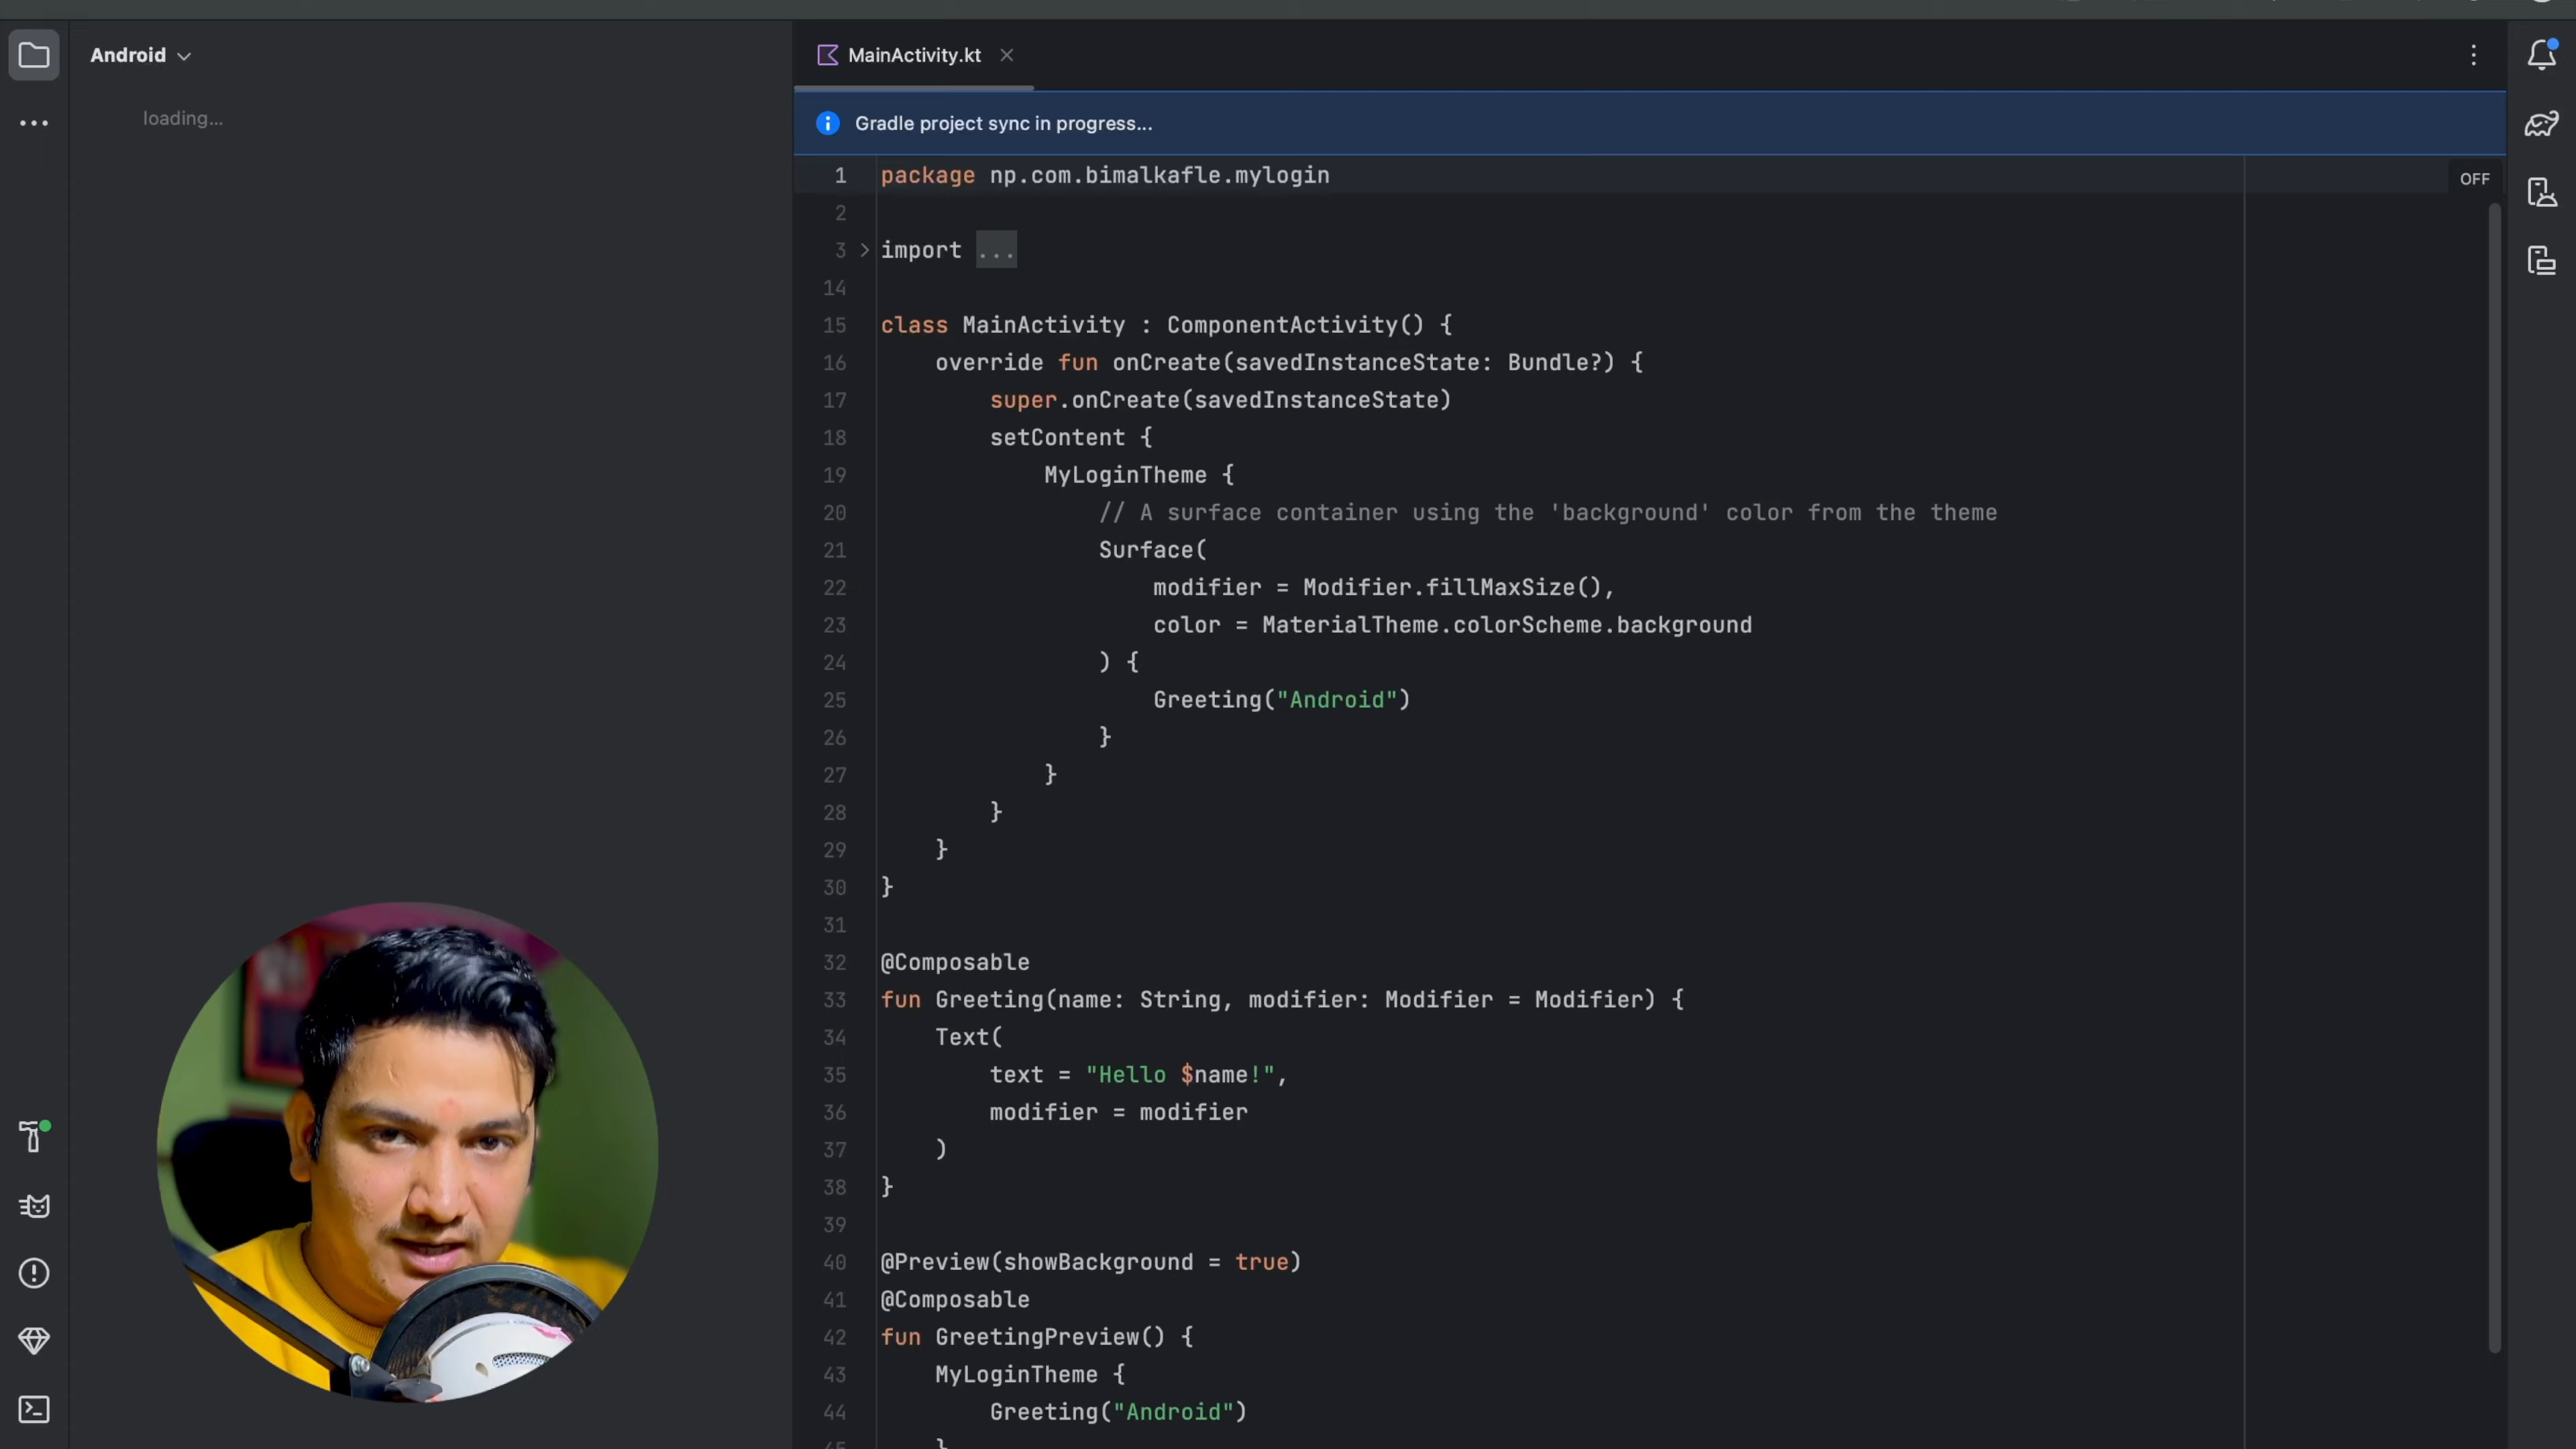 Android
loading...
MainActivity.kt
Gradle project sync in progress...
OFF
1 package np.com.bimalkafle.mylogin
2
3 import ...
14
15 class MainActivity : ComponentActivity() {
16 override fun onCreate(savedInstanceState: Bundle?) {
17 super.onCreate(savedInstanceState)
18 setContent {
19 MyLoginTheme {
20 // A surface container using the 'background' color from the theme
21 Surface(
22 modifier = Modifier.fillMaxSize(),
23 color = MaterialTheme.colorScheme.background
24 ) {
25 Greeting("Android")
26 }
27 }
28 }
29 }
30 }
31
32 @Composable
33 fun Greeting(name: String, modifier: Modifier = Modifier) {
34 Text(
35 text = "Hello $name!",
36 modifier = modifier
37 )
38 }
39
40 @Preview(showBackground = true)
41 @Composable
42 fun GreetingPreview() {
43 MyLoginTheme {
44 Greeting("Android")
45 }